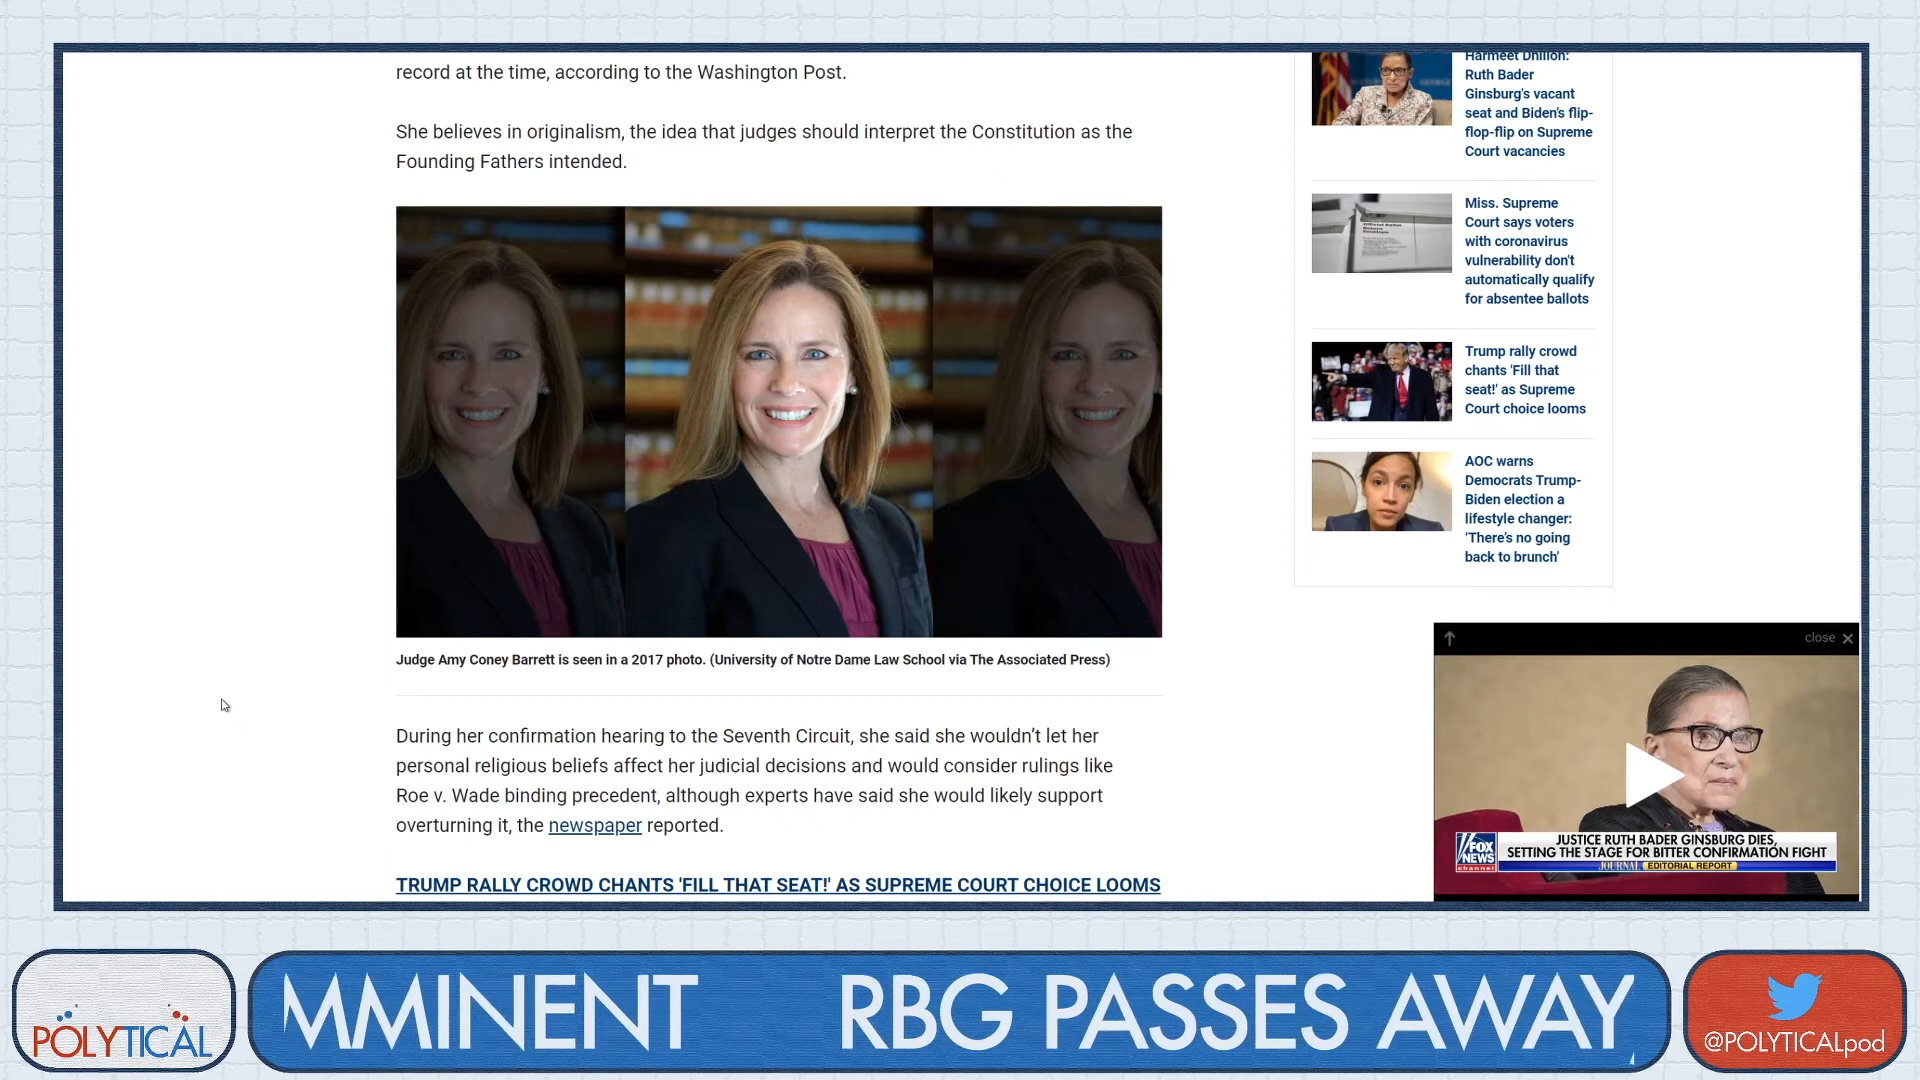 record at the time, according to the Washington Post.
She believes in originalism, the idea that judges should interpret the Constitution as the
Founding Fathers intended.
Judge Amy Coney Barrett is seen in a 2017 photo. (University of Notre Dame Law School via The Associated Press)
During her confirmation hearing to the Seventh Circuit, she said she wouldn’t let her
personal religious beliefs affect her judicial decisions and would consider rulings like
Roe v. Wade binding precedent, although experts have said she would likely support
overturning it, the newspaper reported.
TRUMP RALLY CROWD CHANTS 'FILL THAT SEAT!' AS SUPREME COURT CHOICE LOOMS
Harmeet Dhillon:
Ruth Bader
Ginsburg's vacant
seat and Biden’s flip-
flop-flip on Supreme
Court vacancies
Miss. Supreme
Court says voters
with coronavirus
vulnerability don't
automatically qualify
for absentee ballots
Trump rally crowd
chants 'Fill that
seat!' as Supreme
Court choice looms
AOC warns
Democrats Trump-
Biden election a
lifestyle changer:
‘There’s no going
back to brunch’
close
FOX
NEWS
channel
JUSTICE RUTH BADER GINSBURG DIES,
SETTING THE STAGE FOR BITTER CONFIRMATION FIGHT
JOURNAL EDITORIAL REPORT
POLYTICAL
MMINENT RBG PASSES AWAY
@POLYTICALpod